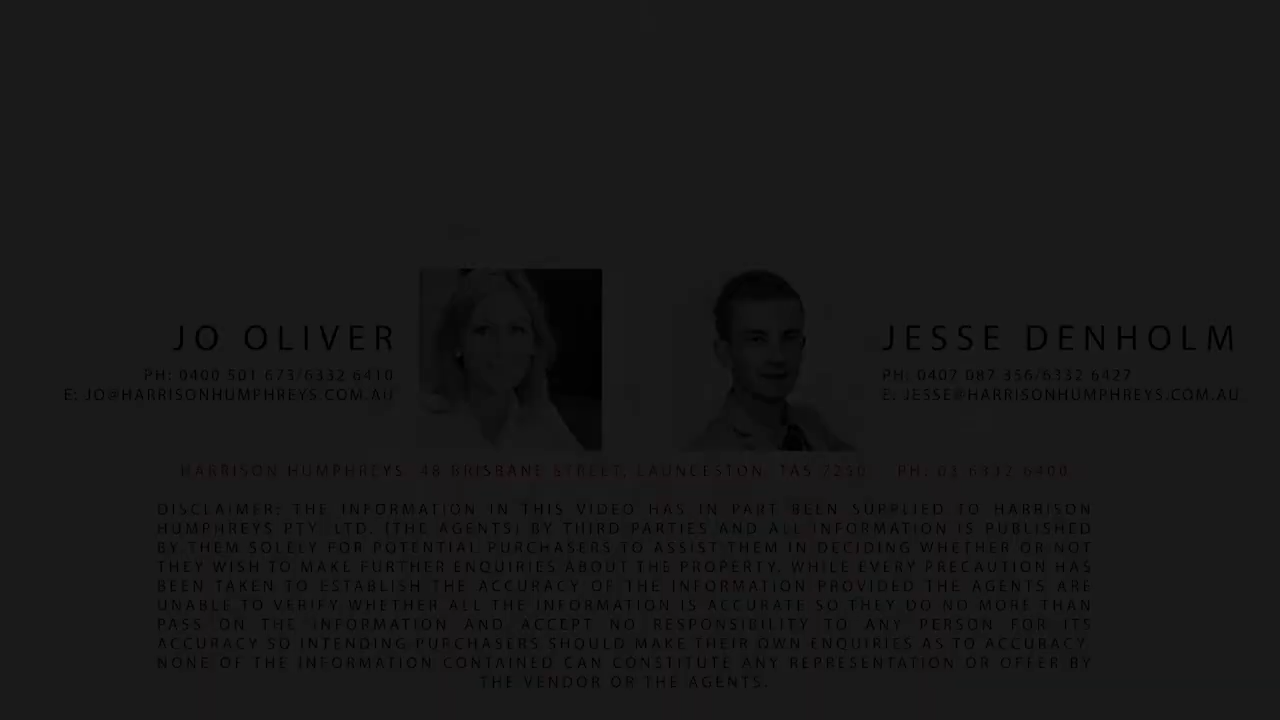 JO OLIVER
PH: 0400 501 673/6332 6410
E: JO@HARRISONHUMPHREYS.COM.AU
JESSE DENHOLM
PH: 0407 087 356/6332 6427
E: JESSE@HARRISONHUMPHREYS.COM.AU
HARRISON HUMPHREYS, 48 BRISBANE STREET, LAUNCESTON, TAS 7250 PH: 03 6332 6400
DISCLAIMER: THE INFORMATION IN THIS VIDEO HAS IN PART BEEN SUPPLIED TO HARRISON
HUMPHREYS PTY LTD. (THE AGENTS) BY THIRD PARTIES AND ALL INFORMATION IS PUBLISHED
BY THEM SOLELY FOR POTENTIAL PURCHASERS TO ASSIST THEM IN DECIDING WHETHER OR NOT
THEY WISH TO MAKE FURTHER ENQUIRIES ABOUT THE PROPERTY. WHILE EVERY PRECAUTION HAS
BEEN TAKEN TO ESTABLISH THE ACCURACY OF THE INFORMATION PROVIDED THE AGENTS ARE
UNABLE TO VERIFY WHETHER ALL THE INFORMATION IS ACCURATE SO THEY DO NO MORE THAN
PASS ON THE INFORMATION AND ACCEPT NO RESPONSIBILITY TO ANY PERSON FOR ITS
ACCURACY SO INTENDING PURCHASERS SHOULD MAKE THEIR OWN ENQUIRIES AS TO ACCURACY.
NONE OF THE INFORMATION CONTAINED CAN CONSTITUTE ANY REPRESENTATION OR OFFER BY
THE VENDOR OR THE AGENTS.